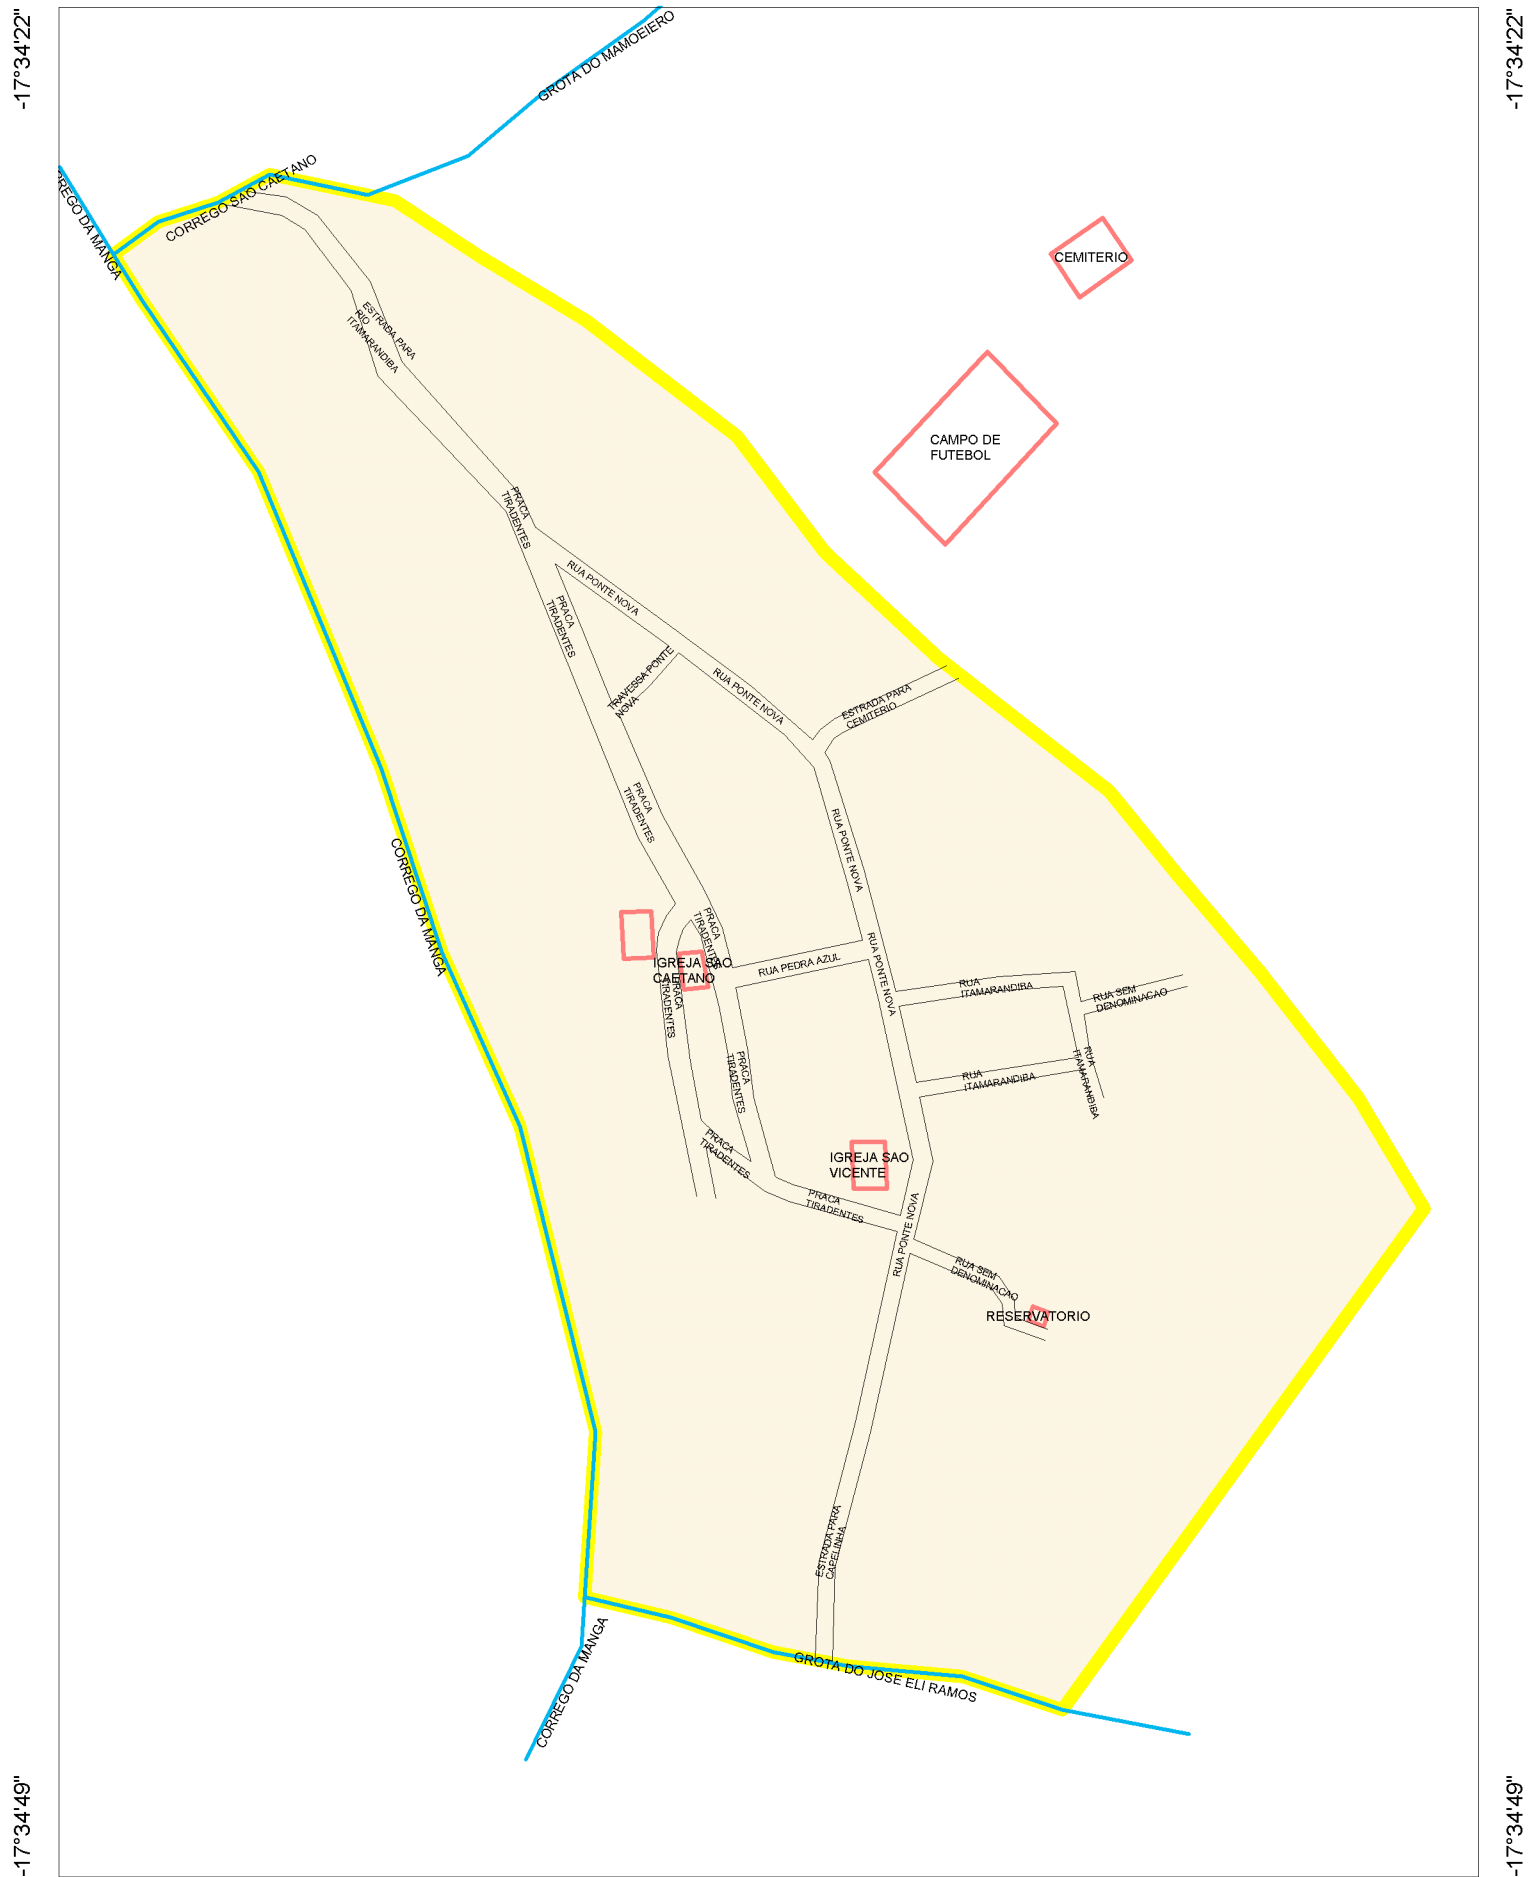 -17°34'22"
-17°34'22"
GROTA DO MAMOEIERO
CORREGO SAO CAETANO
RREGO DA MANGA
CEMITERIO
ESTRADA PARA
RIO
ITAMARANDIBA
CAMPO DE
FUTEBOL
PRACA
TIRADENTES
RUA PONTE NOVA
PRACA
TIRADENTES
TRAVESSA PONTE
NOVA
RUA PONTE NOVA
ESTRADA PARA
CEMITERIO
PRACA
TIRADENTES
RUA PONTE NOVA
CORREGO DA MANGA
PRACA
TIRADENTES
IGREJA SAO
CAETANO
RUA PEDRA AZUL
RUA PONTE NOVA
RUA
ITAMARANDIBA
RUA SEM
DENOMINACAO
PRACA
TIRADENTES
PRACA
TIRADENTES
RUA
ITAMARANDIBA
RUA
ITAMARANDIBA
PRACA
TIRADENTES
IGREJA SAO
VICENTE
PRACA
TIRADENTES
RUA PONTE NOVA
RUA SEM
DENOMINACAO
RESERVATORIO
ESTRADA PARA
CAPELINHA
CORREGO DA MANGA
GROTA DO JOSE ELI RAMOS
-17°34'49"
-17°34'49"